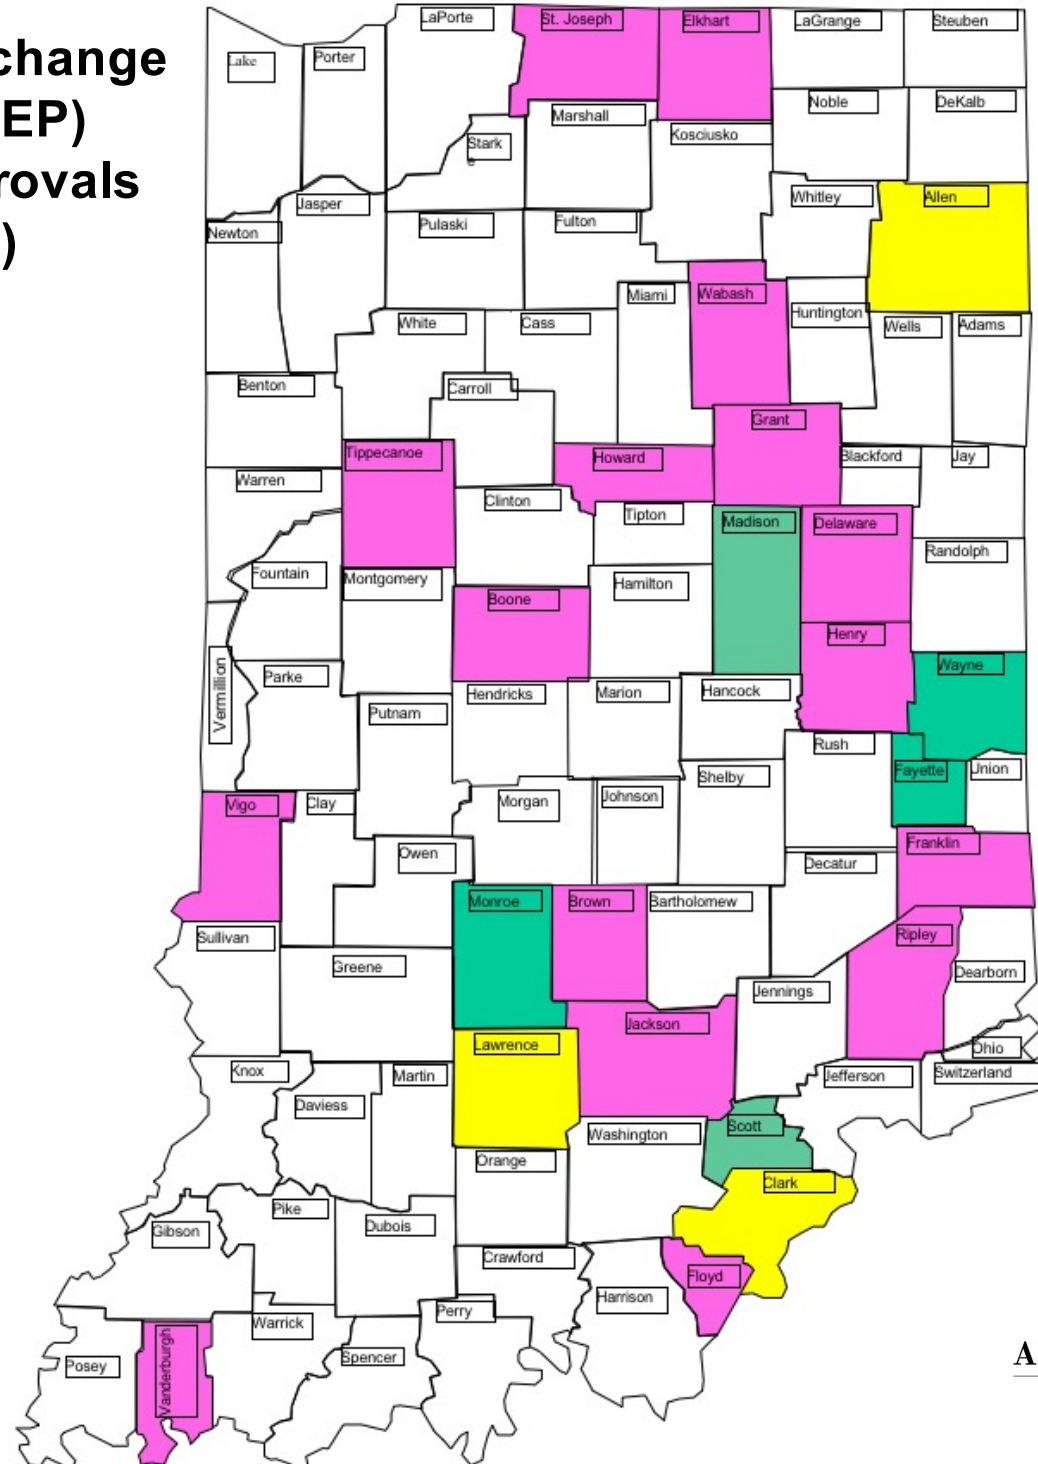 change
EP)
rovals
)
LaPorte
St. Joseph
Elkhart
LaGrange
Steuben
Lake
Porter
Noble
DeKalb
Marshall
Kosciusko
Stark
e
Jasper
Whitley
Allen
Newton
Pulaski
Fulton
Miami
Wabash
Huntington
Wells
Adams
White
Cass
Benton
Carroll
Grant
Tippecanoe
Howard
Blackford
Jay
Warren
Clinton
Tipton
Madison
Delaware
Randolph
Fountain
Montgomery
Hamilton
Boone
Henry
Wayne
Vermillion
Parke
Hendricks
Marion
Hancock
Putnam
Rush
Fayette
Union
Shelby
Vigo
Clay
Morgan
Johnson
Franklin
Owen
Decatur
Monroe
Brown
Bartholomew
Ripley
Sullivan
Greene
Dearborn
Jennings
Jackson
Lawrence
Ohio
Knox
Martin
Jefferson
Switzerland
Daviess
Washington
Scott
Orange
Clark
Pike
Dubois
Gibson
Crawford
Floyd
Harrison
Perry
Warrick
Vanderburgh
Spencer
Posey
A